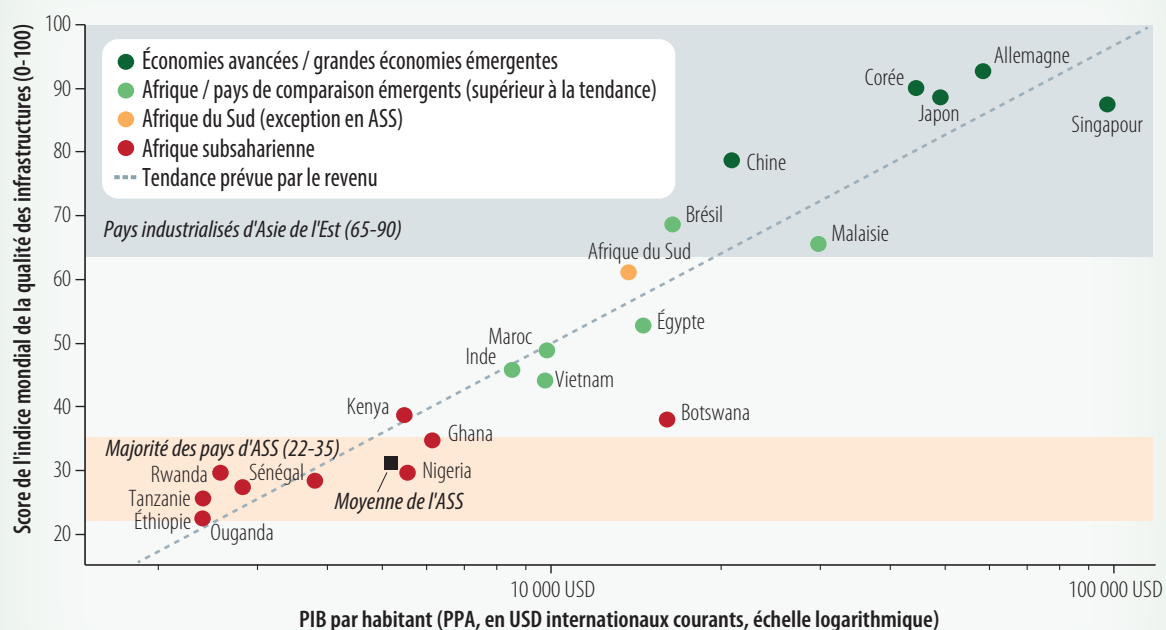 Score de l'indice mondial de la qualité des infrastructures (0-100)
100
90
80
70
60
50
40
30
20
Économies avancées / grandes économies émergentes
Afrique / pays de comparaison émergents (supérieur à la tendance)
Afrique du Sud (exception en ASS)
Afrique subsaharienne
Tendance prévue par le revenu
Pays industrialisés d'Asie de l'Est (65-90)
Majorité des pays d'ASS (22-35)
Allemagne
Corée
Japon
Singapour
Chine
Brésil
Malaisie
Afrique du Sud
Égypte
Maroc
Inde
Vietnam
Kenya
Botswana
Ghana
Rwanda
Sénégal
Nigeria
Moyenne de l'ASS
Tanzanie
Éthiopie
Ouganda
10 000 USD
100 000 USD
PIB par habitant (PPA, en USD internationaux courants, échelle logarithmique)